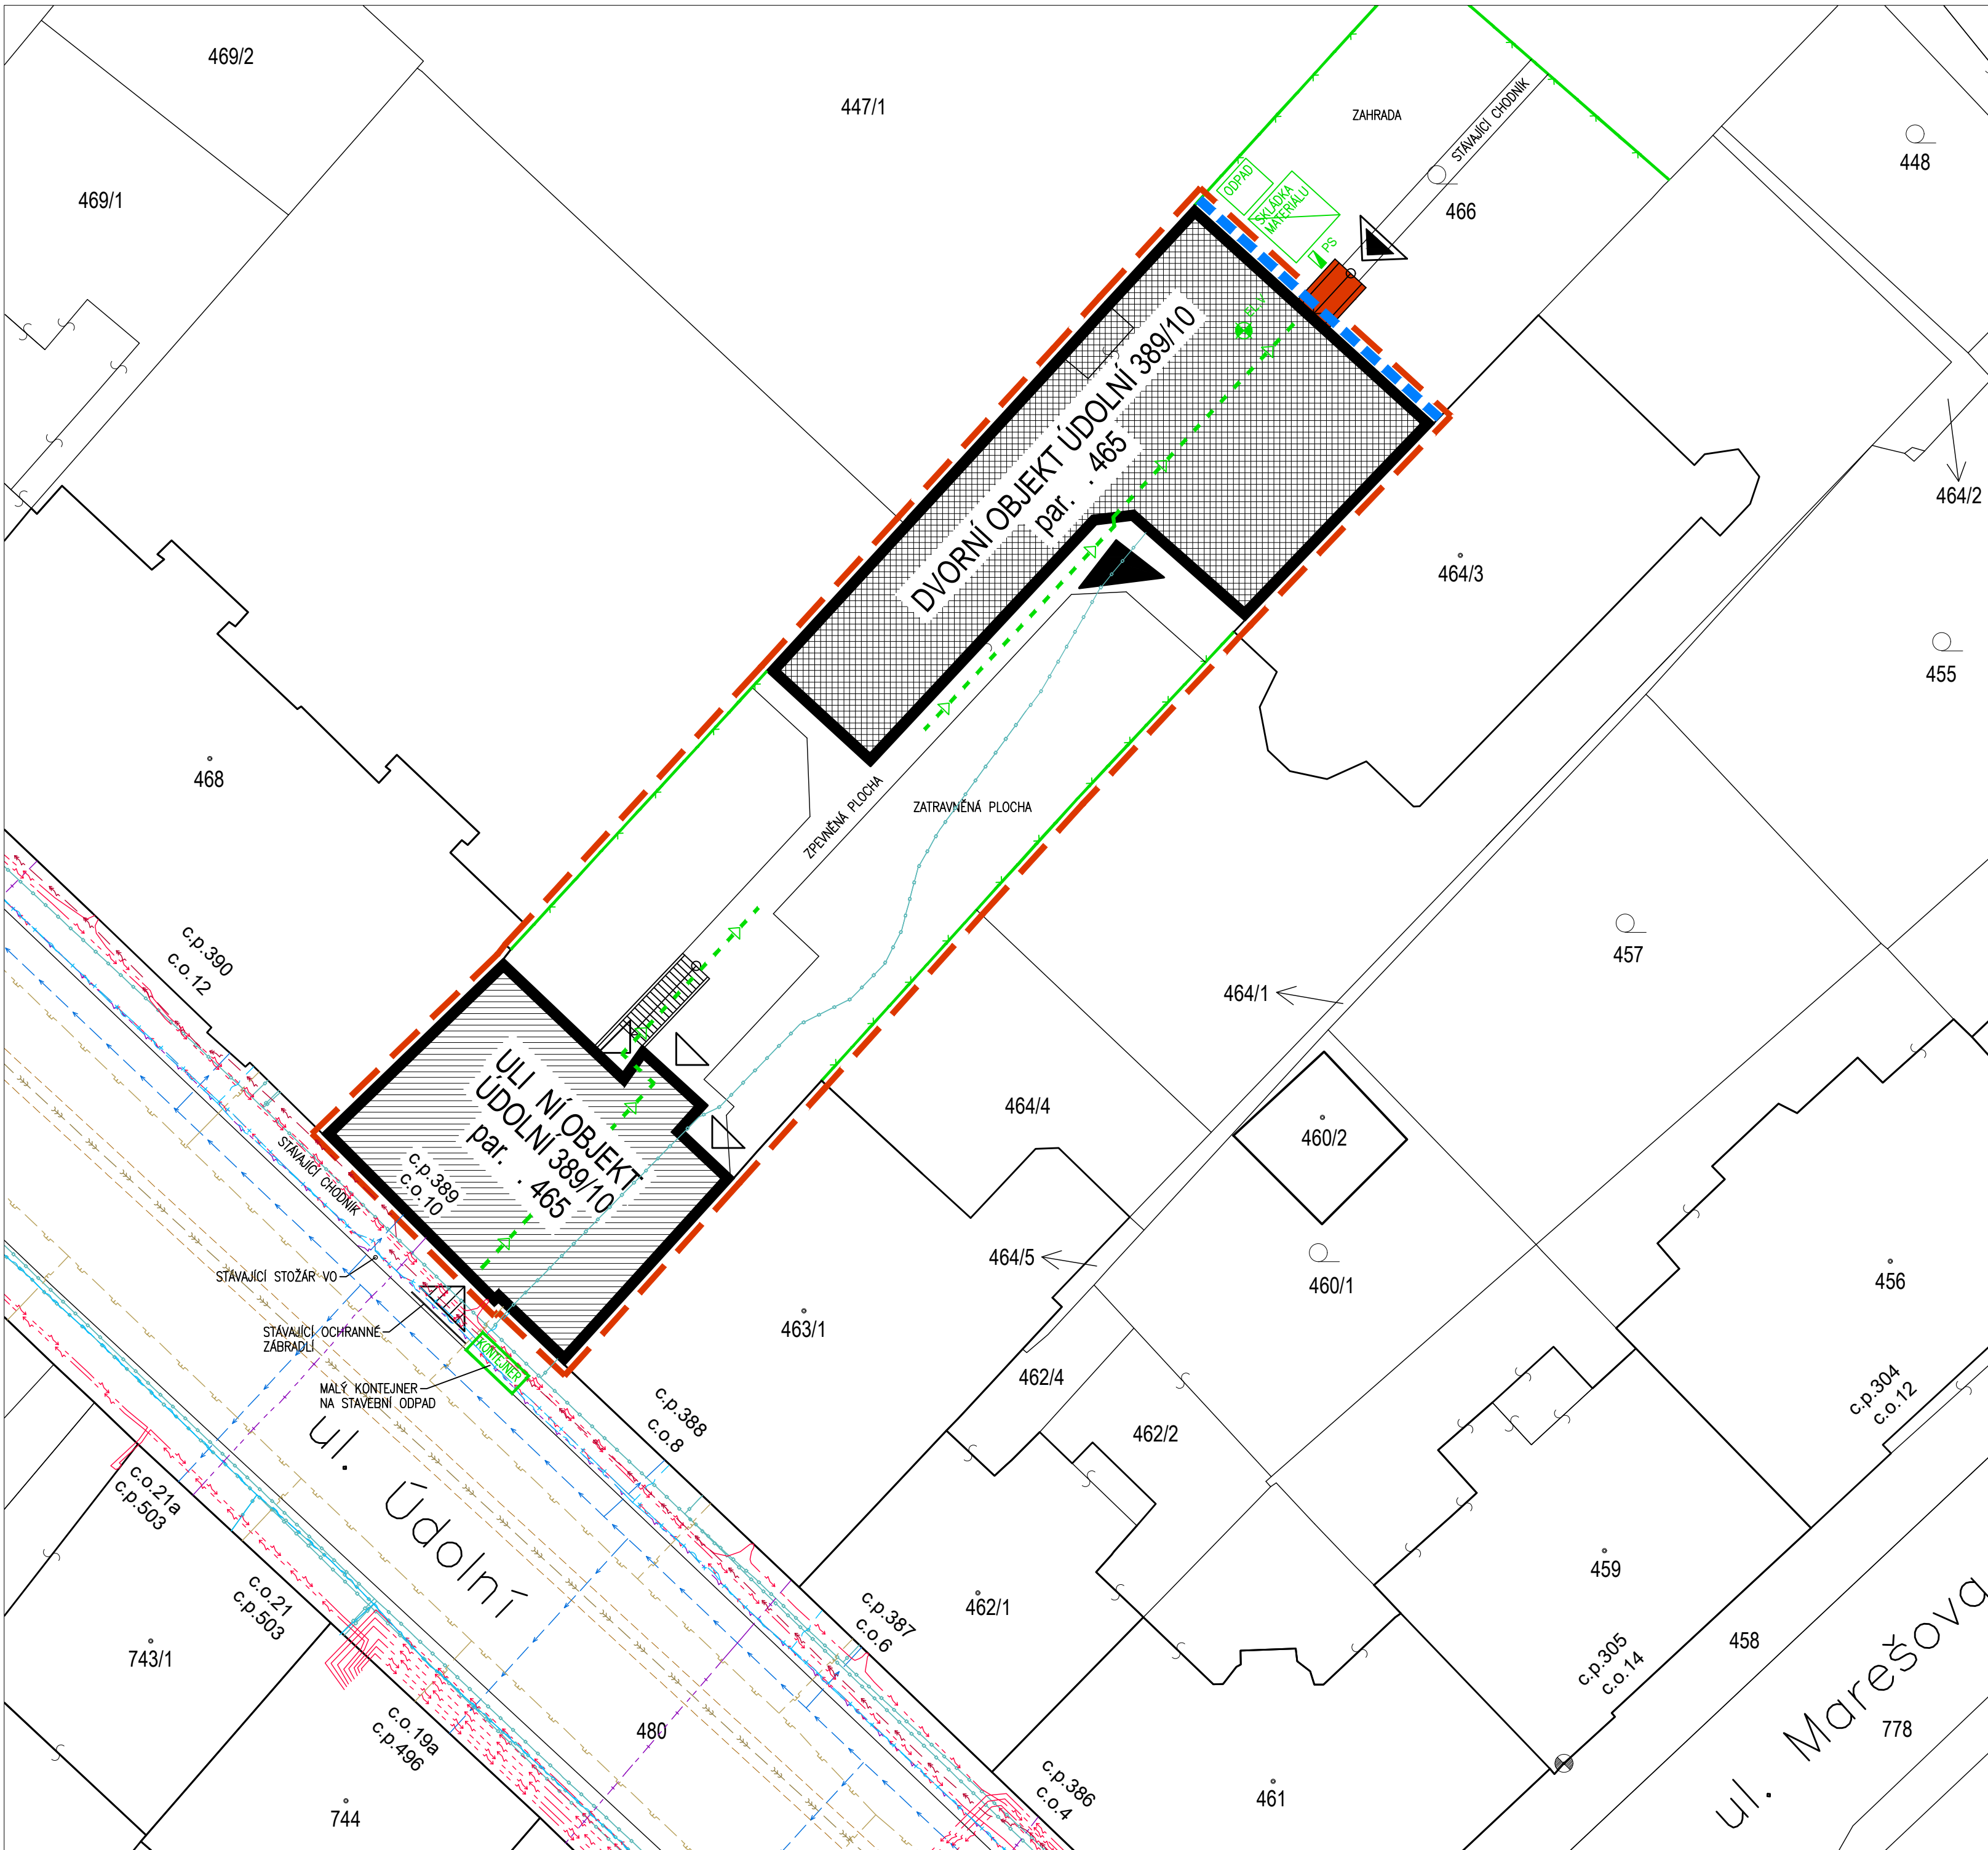 469/2
447/1
469/1
ZAHRADA
STÁVAJÍCÍ CHODNÍK
448
466
ODPAD
SKLÁDKA
MATERIÁLU
PS
EL,V
DVORNÍ OBJEKT ÚDOLNÍ 389/10
par. . 465
464/2
464/3
455
468
ZPEVNĚNÁ PLOCHA
ZATRAVNĚNÁ PLOCHA
c.p.390
c.o.12
457
464/1
464/4
460/2
ULI NÍ OBJEKT
ÚDOLNÍ 389/10
par. . 465
c.p.389
c.o.10
STÁVAJÍCÍ CHODNÍK
STÁVAJÍCÍ STOŽÁR VO
464/5
460/1
456
STÁVAJÍCÍ OCHRANNÉ
ZÁBRADLÍ
KONTEJNER
463/1
MALÝ KONTEJNER
NA STAVEBNÍ ODPAD
462/4
c.p.304
c.o.12
c.p.388
c.o.8
462/2
ul. Údolní
c.o.21a
c.p.503
c.o.21
c.p.503
459
462/1
c.p.387
c.o.6
743/1
c.p.305
c.o.14
458
ul. Marešova
778
480
c.o.19a
c.p.496
c.p.386
c.o.4
461
744